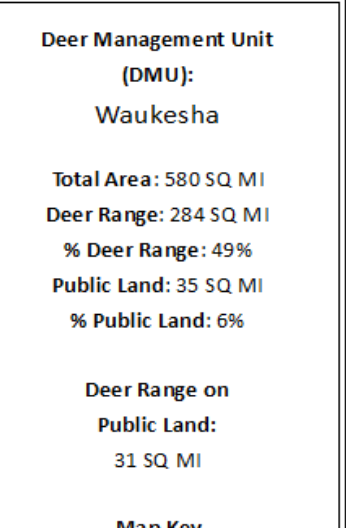 Deer Management Unit
(DMU):
Waukesha
Total Area: 580 SQ MI
Deer Range: 284 SQ MI
% Deer Range: 49%
Public Land: 35 SQ MI
% Public Land: 6%
Deer Range on
Public Land:
31 SQ MI
Map Key